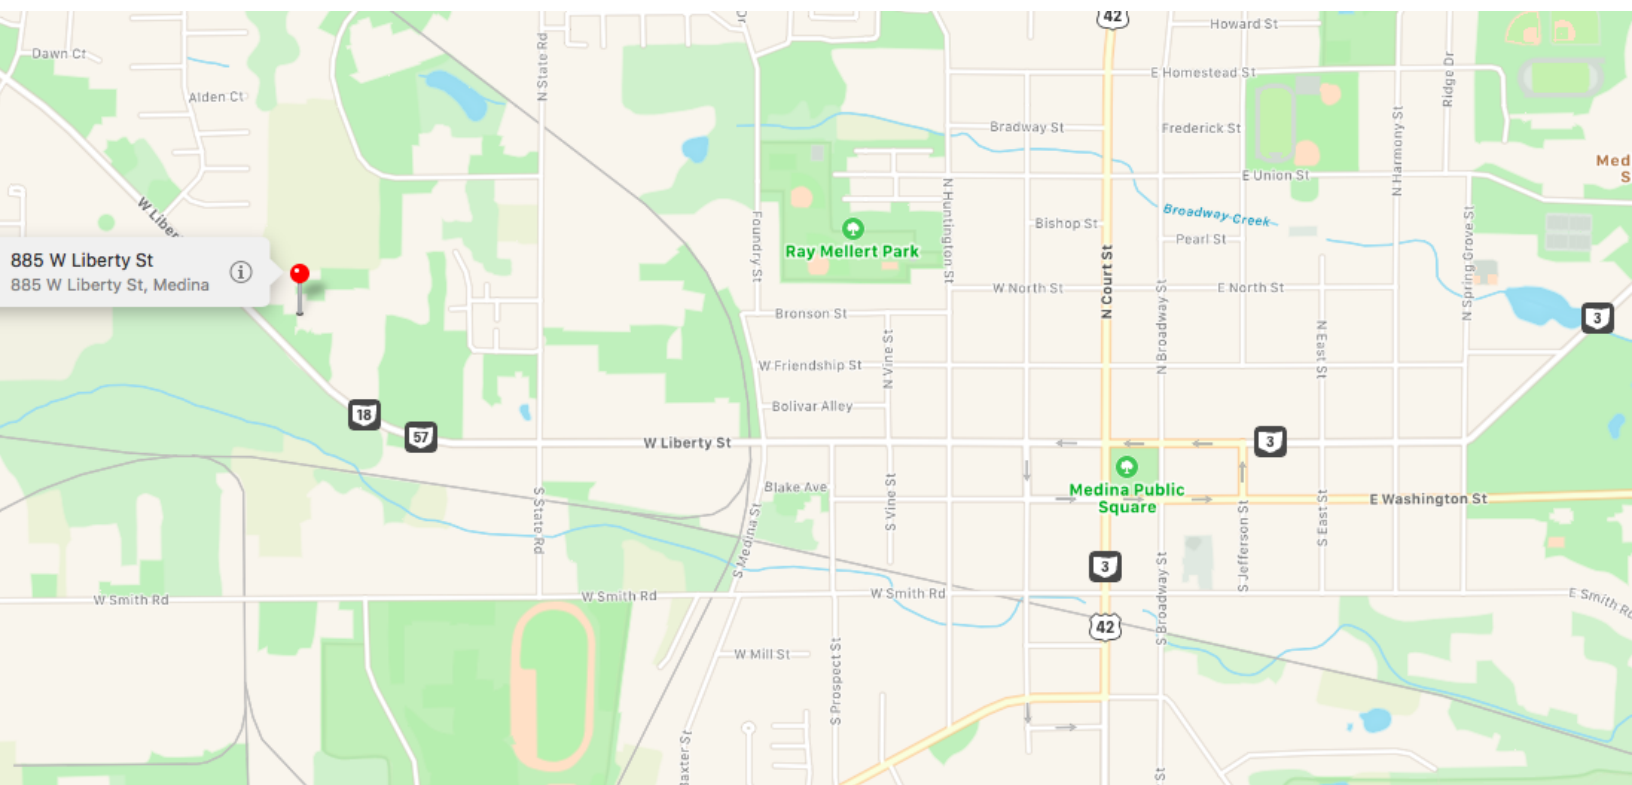 42
Howard St
Dawn Ct
N State Rd
E Homestead St
Ridge Dr
Alden Ct
Bradway St
Frederick St
N Harmony St
Med
S
E Union St
W Liber
N Huntington St
Foundry St
Broadway Creek
Bishop St
Pearl St
N Spring Grove St
Ray Mellert Park
N Court St
885 W Liberty St
885 W Liberty St, Medina
W North St
N Broadway St
E North St
Bronson St
3
N East St
N Vine St
W Friendship St
Bolivar Alley
18
57
W Liberty St
3
Medina Public
Square
Blake Ave
E Washington St
S State Rd
S Vine St
S Medina St
S Jefferson St
S East St
3
S Broadway St
W Smith Rd
W Smith Rd
W Smith Rd
E Smith Rd
42
W Mill St
S Prospect St
axter St
St